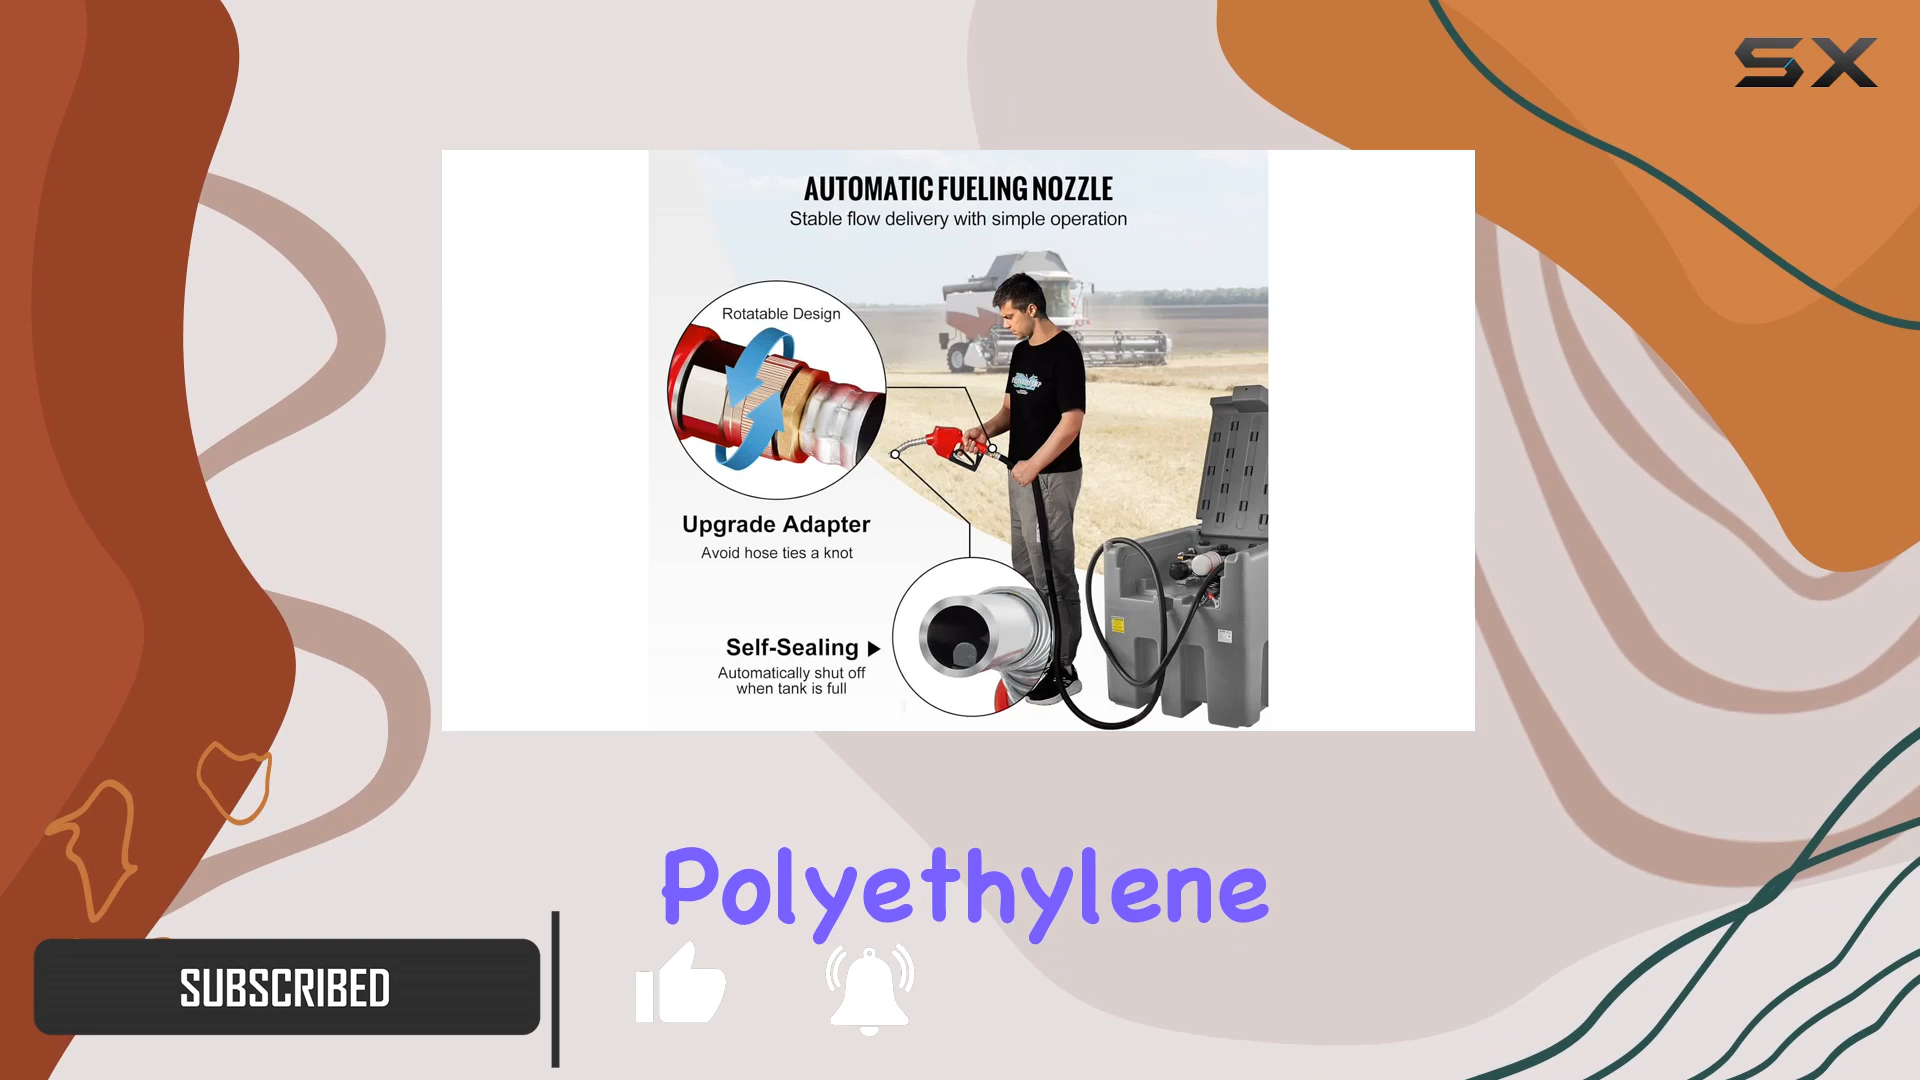 SX
AUTOMATIC FUELING NOZZLE
Stable flow delivery with simple operation
Rotatable Design
Upgrade Adapter
Avoid hose ties a knot
Self-Sealing
Automatically shut off
when tank is full
Polyethylene
SUBSCRIBED